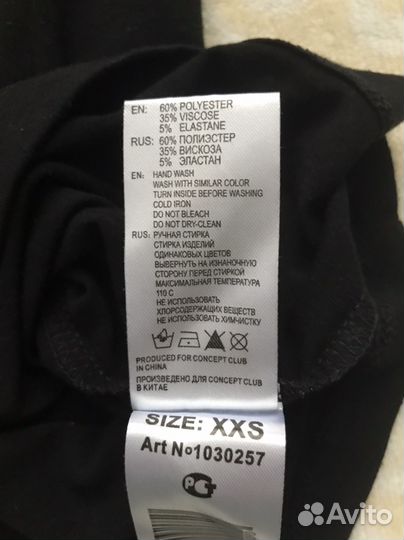 EN: 60% POLYESTER
35% VISCOSE
5% ELASTANE
RUS: 60% ПОЛИЭСТЕР
35% ВИСКОЗА
5% ЭЛАСТАН
EN: HAND WASH
WASH WITH SIMILAR COLOR
TURN INSIDE BEFORE WASHING
COLD IRON
DO NOT BLEACH
DO NOT DRY-CLEAN
RUS: РУЧНАЯ СТИРКА
СТИРКА ИЗДЕЛИЙ
ОДИНАКОВЫХ ЦВЕТОВ
ВЫВЕРНУТЬ НА ИЗНАНОЧНУЮ
СТОРОНУ ПЕРЕД СТИРКОЙ
МАКСИМАЛЬНАЯ ТЕМПЕРАТУРА
110 С
НЕ ИСПОЛЬЗОВАТЬ
ХЛОРСОДЕРЖАЩИХ ВЕЩЕСТВ
НЕ ИСПОЛЬЗОВАТЬ ХИМЧИСТКУ
PRODUCED FOR CONCEPT CLUB
IN CHINA
ПРОИЗВЕДЕНО ДЛЯ CONCEPT CLUB
В КИТАЕ
SIZE: XXS
Art №1030257
РСТ
Avito